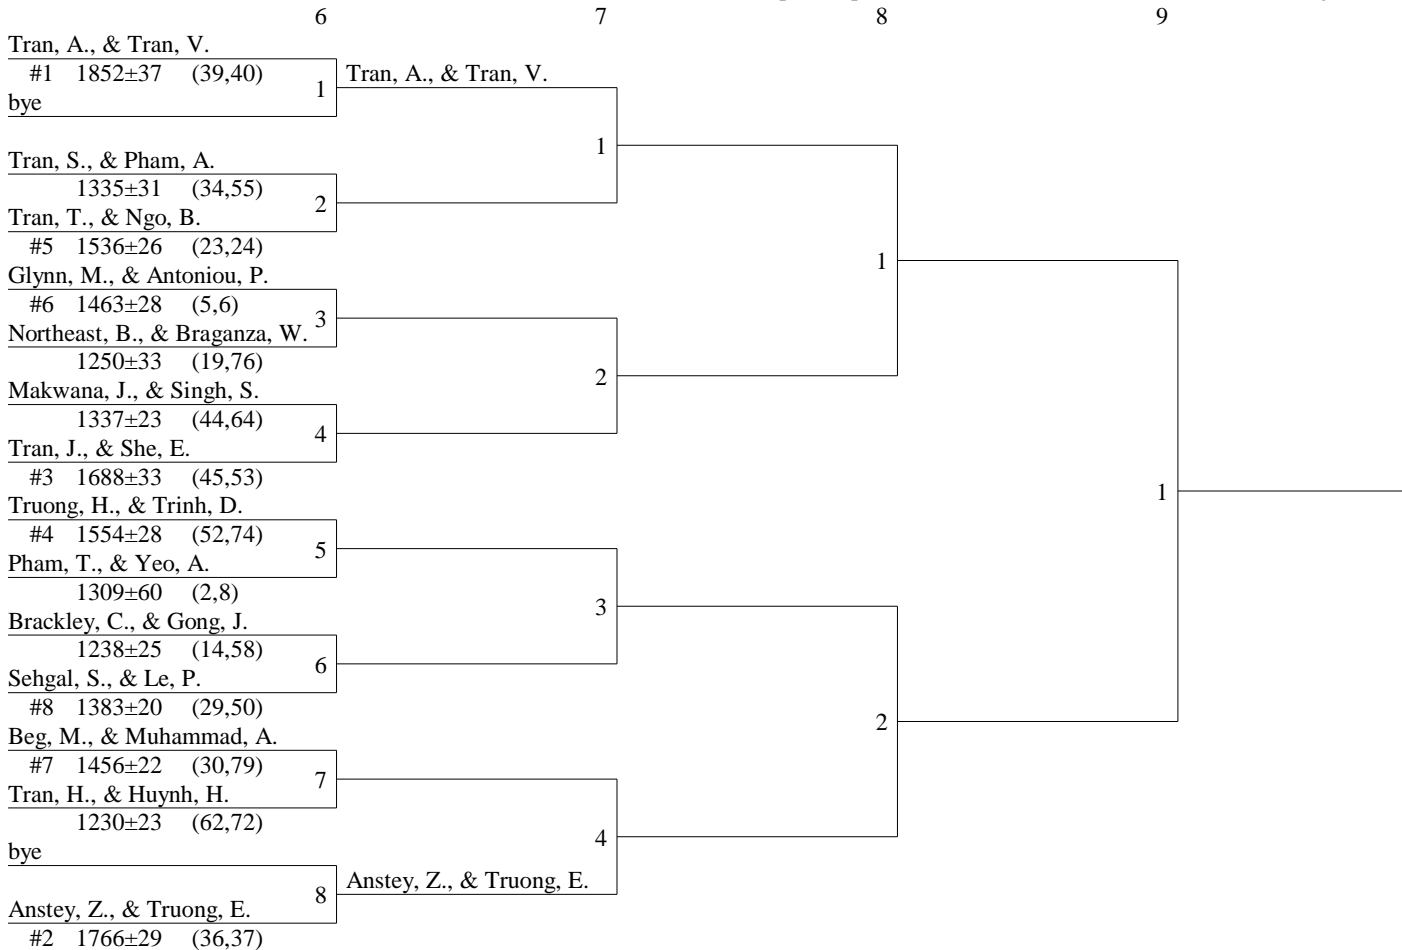 6 7 8 9
Tran, A., & Tran, V.
#1 1852±37 (39,40)
1 Tran, A., & Tran, V.
bye
1
Tran, S., & Pham, A.
1335±31 (34,55)
2
Tran, T., & Ngo, B.
#5 1536±26 (23,24)
1
Glynn, M., & Antoniou, P.
#6 1463±28 (5,6)
3
Northeast, B., & Braganza, W.
1250±33 (19,76)
2
Makwana, J., & Singh, S.
1337±23 (44,64)
4
Tran, J., & She, E.
#3 1688±33 (45,53)
1
Truong, H., & Trinh, D.
#4 1554±28 (52,74)
5
Pham, T., & Yeo, A.
1309±60 (2,8)
3
Brackley, C., & Gong, J.
1238±25 (14,58)
6
Sehgal, S., & Le, P.
#8 1383±20 (29,50)
2
Beg, M., & Muhammad, A.
#7 1456±22 (30,79)
7
Tran, H., & Huynh, H.
1230±23 (62,72)
4
bye
8 Anstey, Z., & Truong, E.
Anstey, Z., & Truong, E.
#2 1766±29 (36,37)